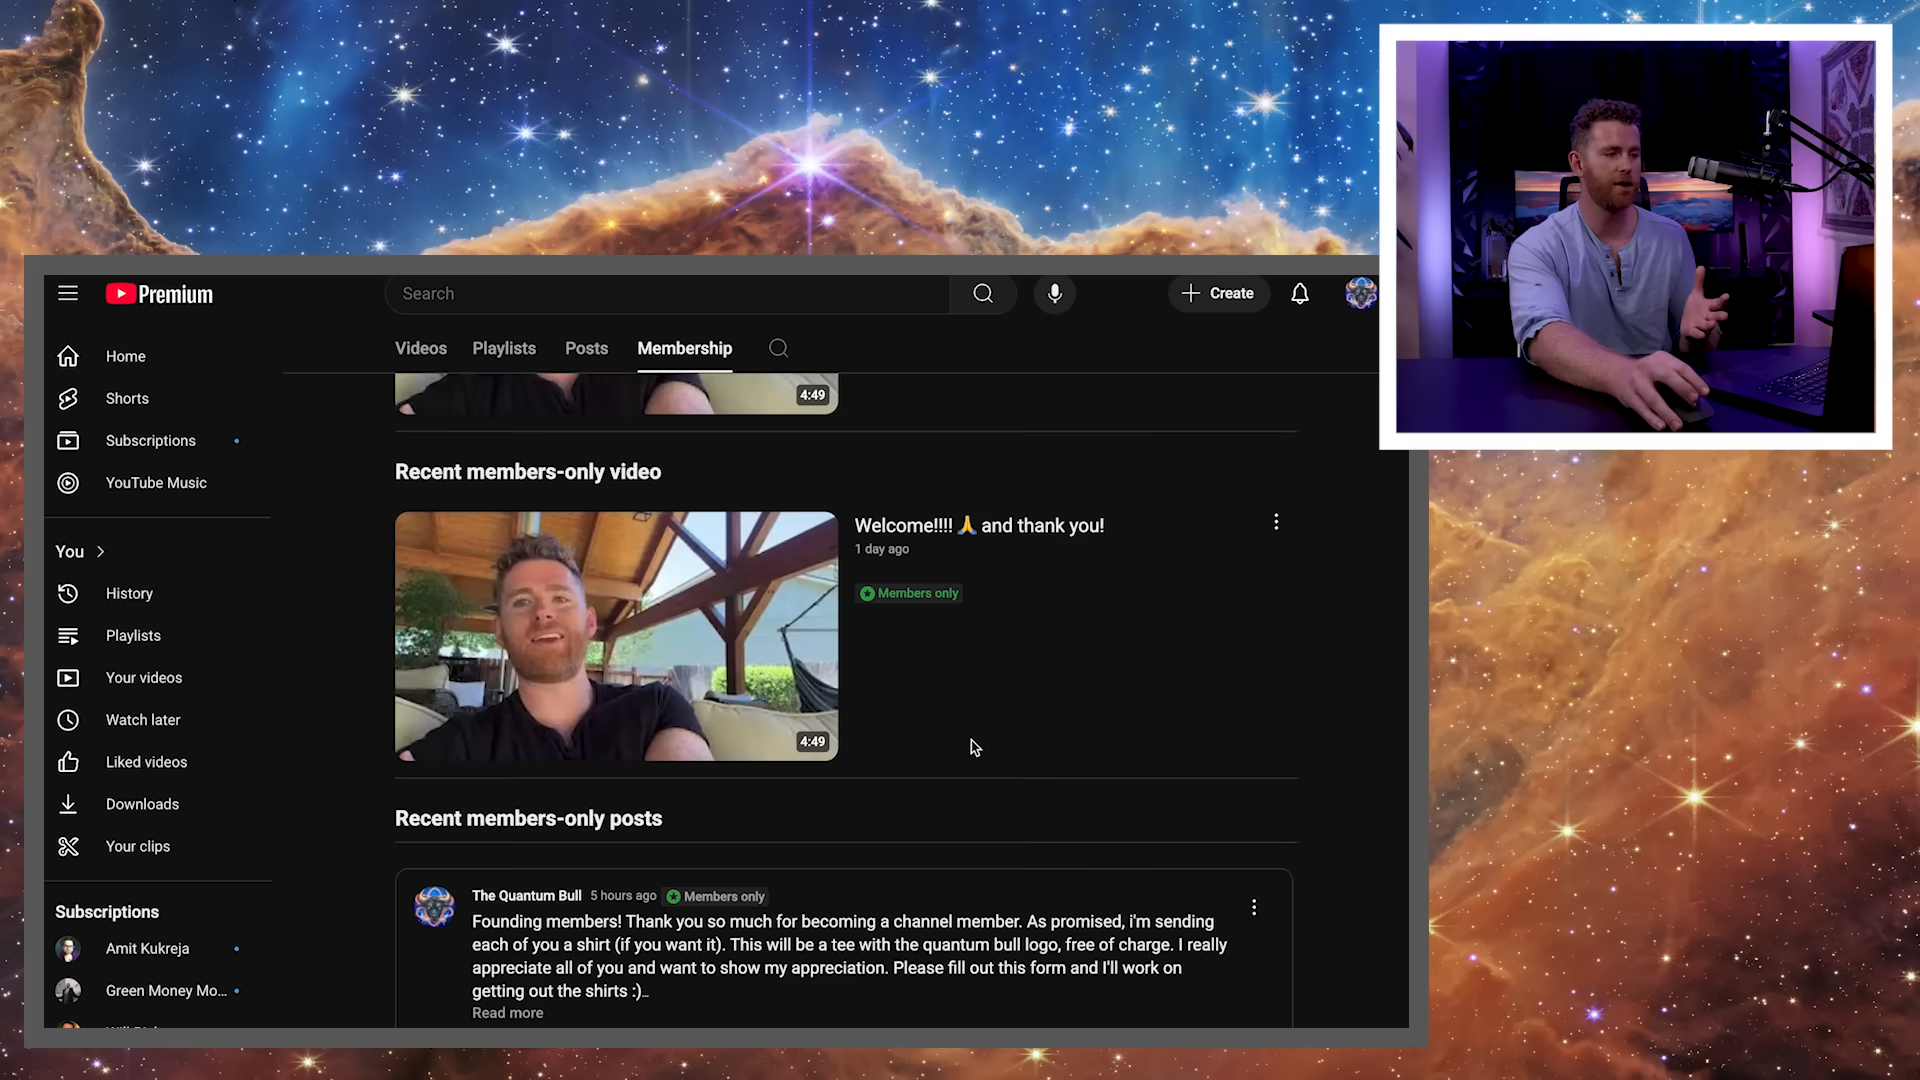 Premium
Search
Create
Videos Playlists Posts Membership
Home
Shorts
Subscriptions
YouTube Music
You
History
Playlists
Your videos
Watch later
Liked videos
Downloads
Your clips
Subscriptions
Amit Kukreja
Green Money Mo...
4:49
Recent members-only video
4:49
Welcome!!!! 🙏 and thank you!
1 day ago
Members only
Recent members-only posts
The Quantum Bull 5 hours ago Members only
Founding members! Thank you so much for becoming a channel member. As promised, i'm sending
each of you a shirt (if you want it). This will be a tee with the quantum bull logo, free of charge. I really
appreciate all of you and want to show my appreciation. Please fill out this form and I'll work on
getting out the shirts :)...
Read more